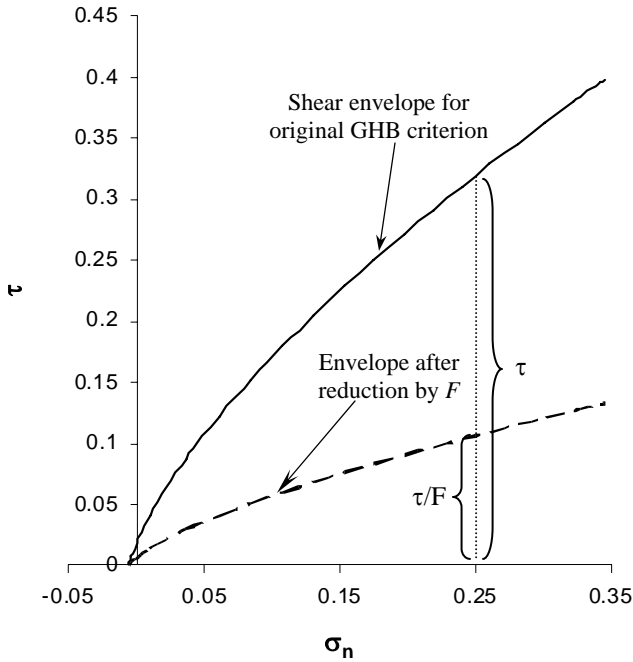 0.45
0.4
0.35
0.3
0.25
0.2
0.15
0.1
0.05
0
-0.05
0.05
0.15
0.25
0.35
τ
σn
Shear envelope for
original GHB criterion
Envelope after
reduction by F
τ
τ/F